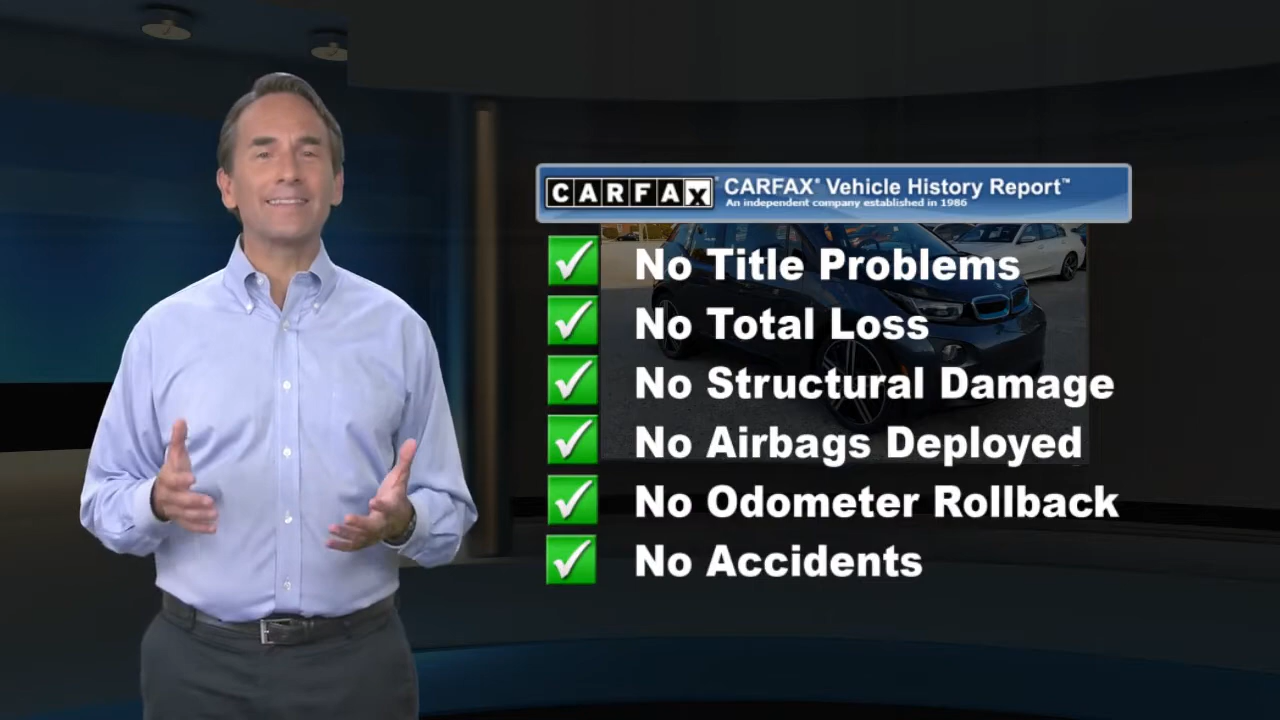 CARFAX® CARFAX® Vehicle History Report™
An independent company established in 1986
No Title Problems
No Total Loss
No Structural Damage
No Airbags Deployed
No Odometer Rollback
No Accidents